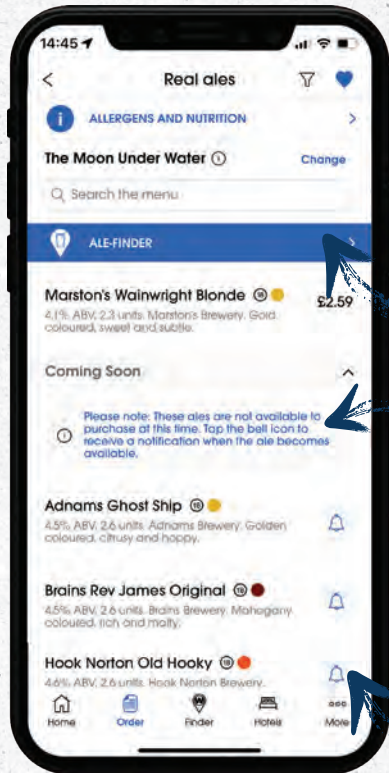 14:45
Real ales
ALLERGENS AND NUTRITION
The Moon Under Water
Change
Search the menu
ALE-FINDER
Marston's Wainwright Blonde 18
£2.59
4.1% ABV. 2.3 units. Marston's Brewery. Gold
coloured, sweet and subtle.
Coming Soon
Please note: These ales are not available to
purchase at this time. Tap the bell icon to
receive a notification when the ale becomes
available.
Adnams Ghost Ship 18
4.5% ABV. 2.6 units. Adnams Brewery. Golden
coloured, citrusy and hoppy.
Brains Rev James Original 18
4.5% ABV. 2.6 units. Brains Brewery. Mahogany
coloured, rich and malty.
Hook Norton Old Hooky 18
4.6% ABV. 2.6 units. Hook Norton Brewery.
Home Order Finder Hotels More